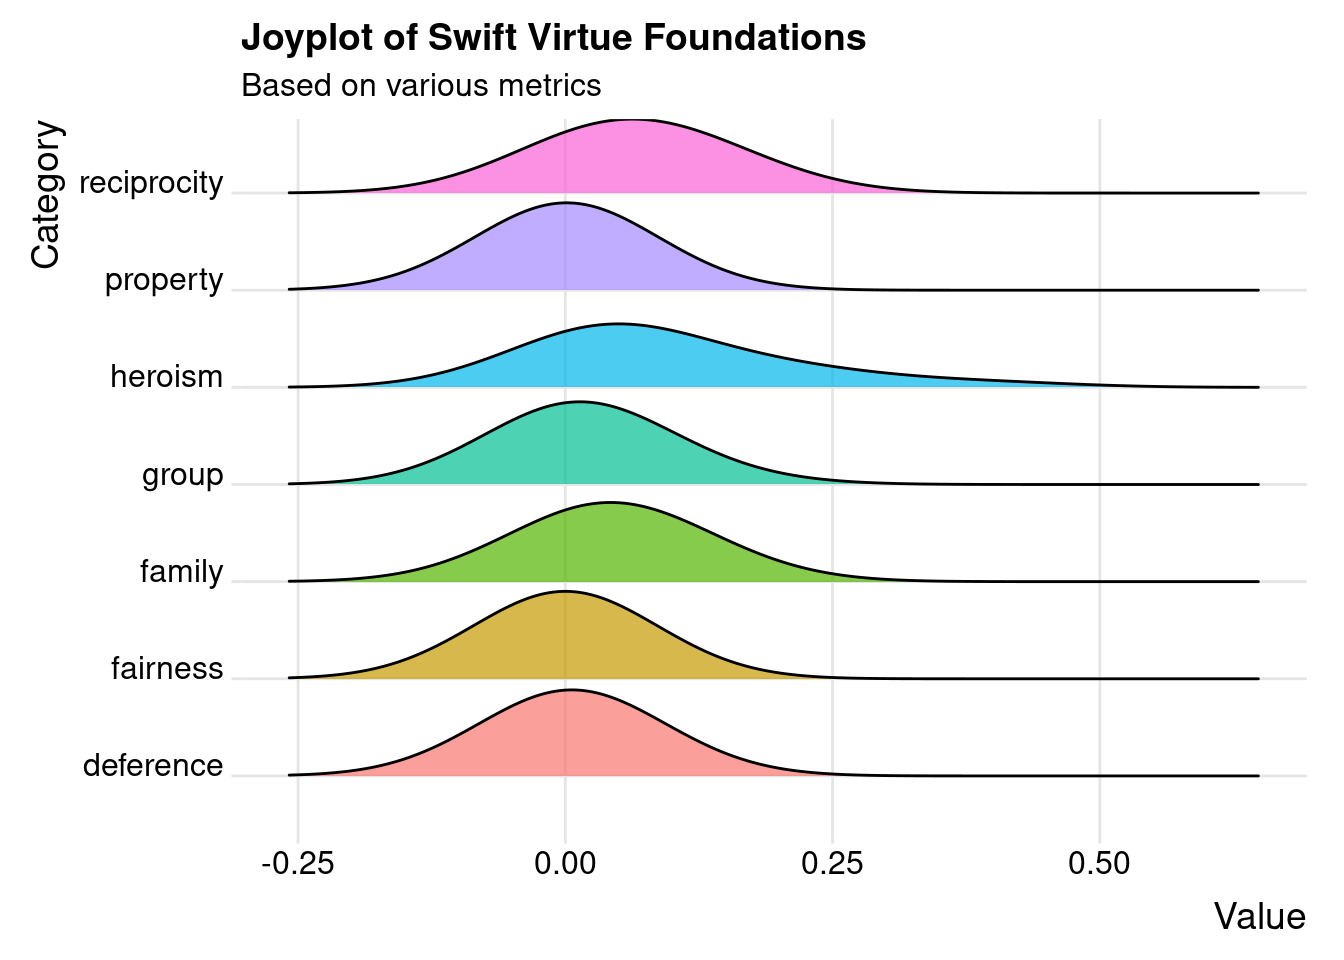 Joyplot of Swift Virtue Foundations
Based on various metrics
Category
reciprocity
property
heroism
group
family
fairness
deference
-0.25 0.00 0.25 0.50
Value